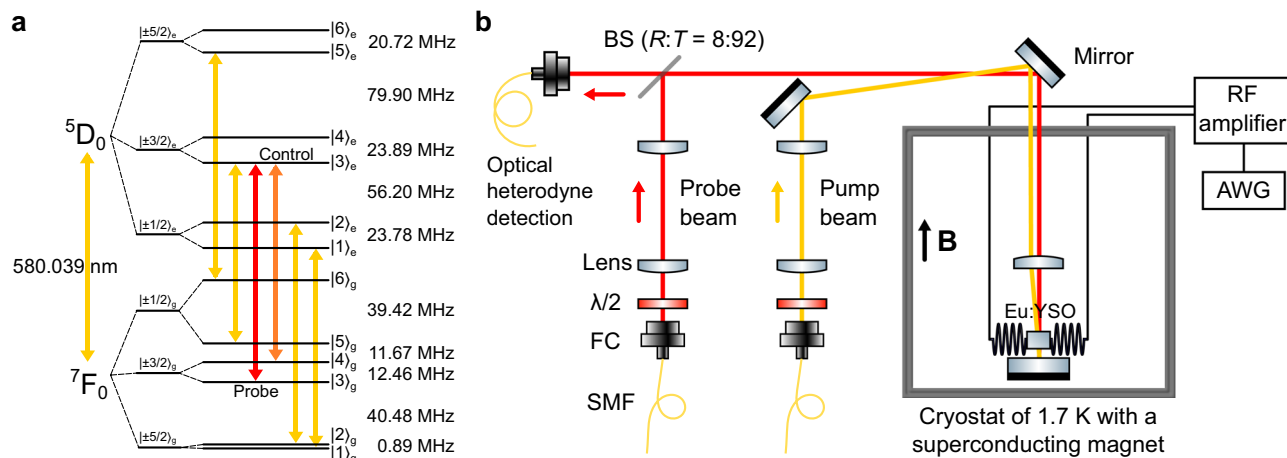 a
|±5/2⟩e
|6⟩e
|5⟩e
20.72 MHz
79.90 MHz
5D0
|±3/2⟩e
|4⟩e
|3⟩e
23.89 MHz
Control
56.20 MHz
|±1/2⟩e
|2⟩e
|1⟩e
23.78 MHz
580.039 nm
|±1/2⟩g
|6⟩g
39.42 MHz
|5⟩g
11.67 MHz
7F0
|±3/2⟩g
|4⟩g
|3⟩g
12.46 MHz
Probe
40.48 MHz
|±5/2⟩g
|2⟩g
|1⟩g
0.89 MHz
b
BS (R:T = 8:92)
Mirror
RF
amplifier
AWG
Optical
heterodyne
detection
Probe
beam
Pump
beam
B
Lens
λ/2
FC
SMF
Eu:YSO
Cryostat of 1.7 K with a
superconducting magnet